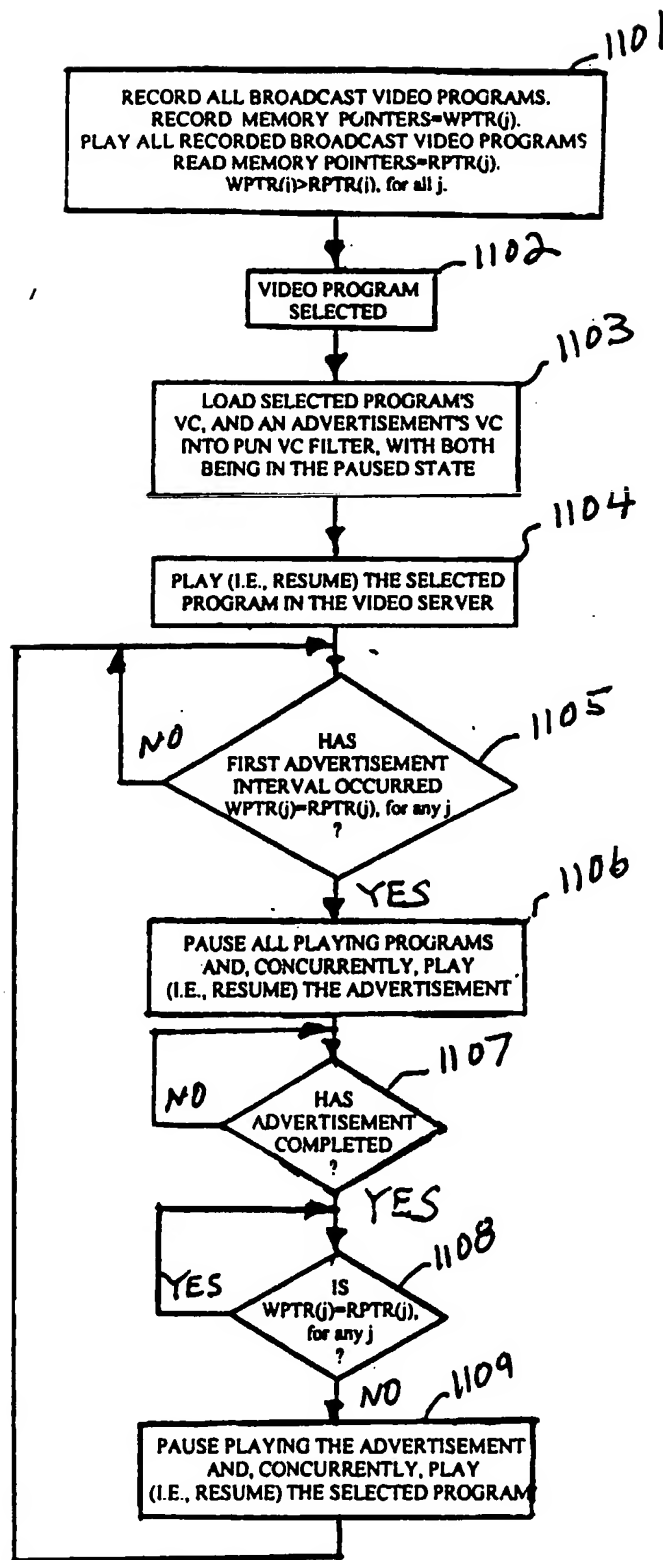 1101
RECORD ALL BROADCAST VIDEO PROGRAMS.
RECORD MEMORY POINTERS=WPTR(j).
PLAY ALL RECORDED BROADCAST VIDEO PROGRAMS
READ MEMORY POINTERS=RPTR(j).
WPTR(j)>RPTR(j), for all j.
1102
VIDEO PROGRAM
SELECTED
1103
LOAD SELECTED PROGRAM'S
VC, AND AN ADVERTISEMENT'S VC
INTO PUN VC FILTER, WITH BOTH
BEING IN THE PAUSED STATE
1104
PLAY (I.E., RESUME) THE SELECTED
PROGRAM IN THE VIDEO SERVER
1105
NO
HAS
FIRST ADVERTISEMENT
INTERVAL OCCURRED
WPTR(j)=RPTR(j), for any j
?
YES
1106
PAUSE ALL PLAYING PROGRAMS
AND, CONCURRENTLY, PLAY
(I.E., RESUME) THE ADVERTISEMENT
1107
NO
HAS
ADVERTISEMENT
COMPLETED
?
YES
1108
YES
IS
WPTR(j)=RPTR(j),
for any j
?
NO
1109
PAUSE PLAYING THE ADVERTISEMENT
AND, CONCURRENTLY, PLAY
(I.E., RESUME) THE SELECTED PROGRAM